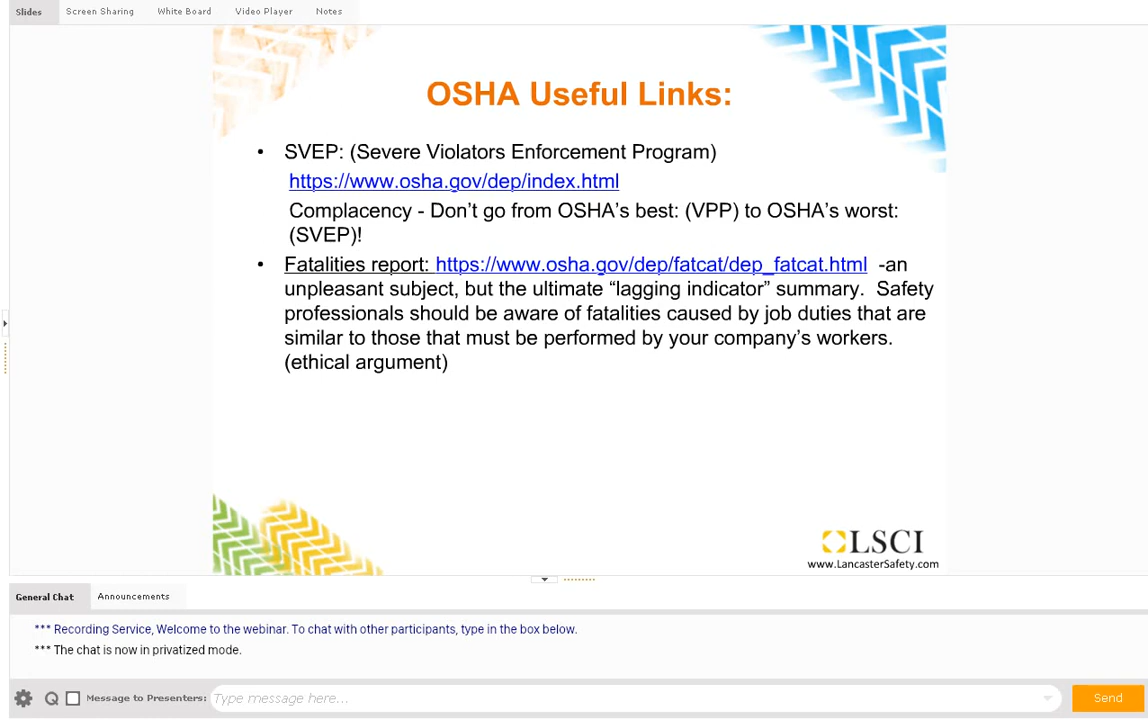 Slides Screen Sharing White Board Video Player Notes
OSHA Useful Links:
• SVEP: (Severe Violators Enforcement Program)
https://www.osha.gov/dep/index.html
Complacency - Don’t go from OSHA’s best: (VPP) to OSHA’s worst:
(SVEP)!
• Fatalities report: https://www.osha.gov/dep/fatcat/dep_fatcat.html -an
unpleasant subject, but the ultimate “lagging indicator” summary. Safety
professionals should be aware of fatalities caused by job duties that are
similar to those that must be performed by your company’s workers.
(ethical argument)
LSCI
www.LancasterSafety.com
General Chat Announcements
*** Recording Service, Welcome to the webinar. To chat with other participants, type in the box below.
*** The chat is now in privatized mode.
Message to Presenters: Type message here... Send